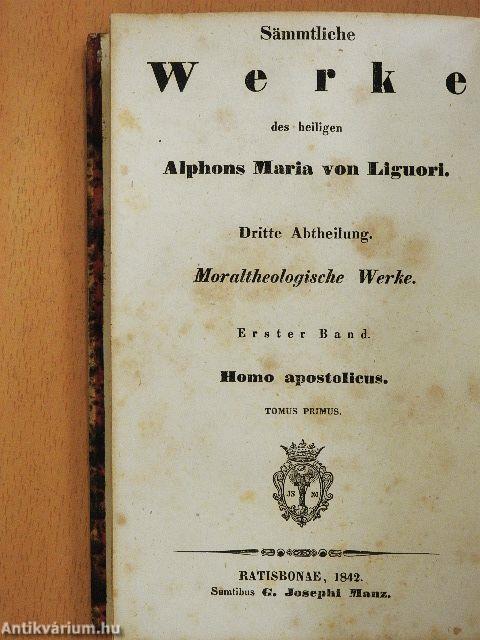 Sämmtliche
Werke
des heiligen
Alphons Maria von Liguori.
Dritte Abtheilung.
Moraltheologische Werke.
Erster Band.
Homo apostolicus.
TOMUS PRIMUS.
RATISBONAE, 1842.
Sumtibus G. Josephi Manz.
Antikvárium.hu